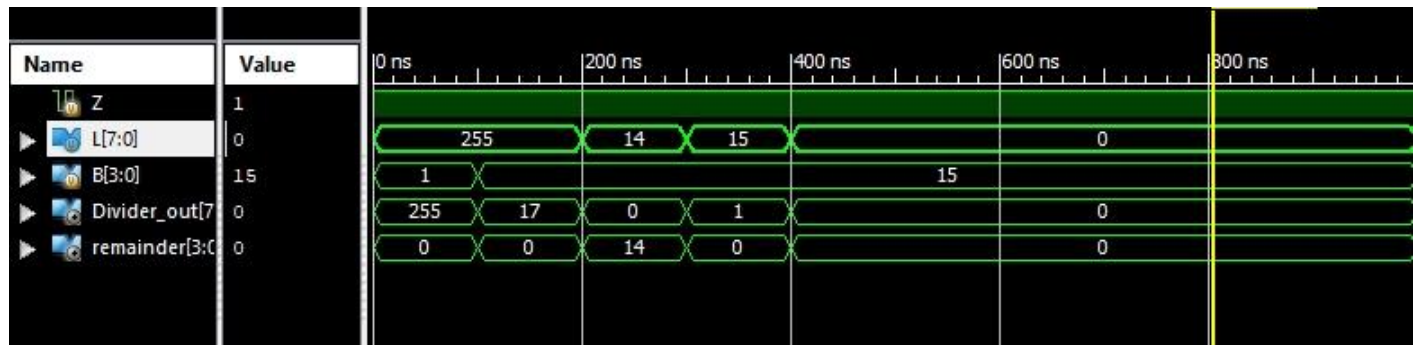 Name Value 0 ns 200 ns 400 ns 600 ns 800 ns
Z 1
L[7:0] 0 255 14 15 0
B[3:0] 15 1 15
Divider_out[7 0 255 17 0 1 0
remainder[3:0 0 0 0 14 0 0